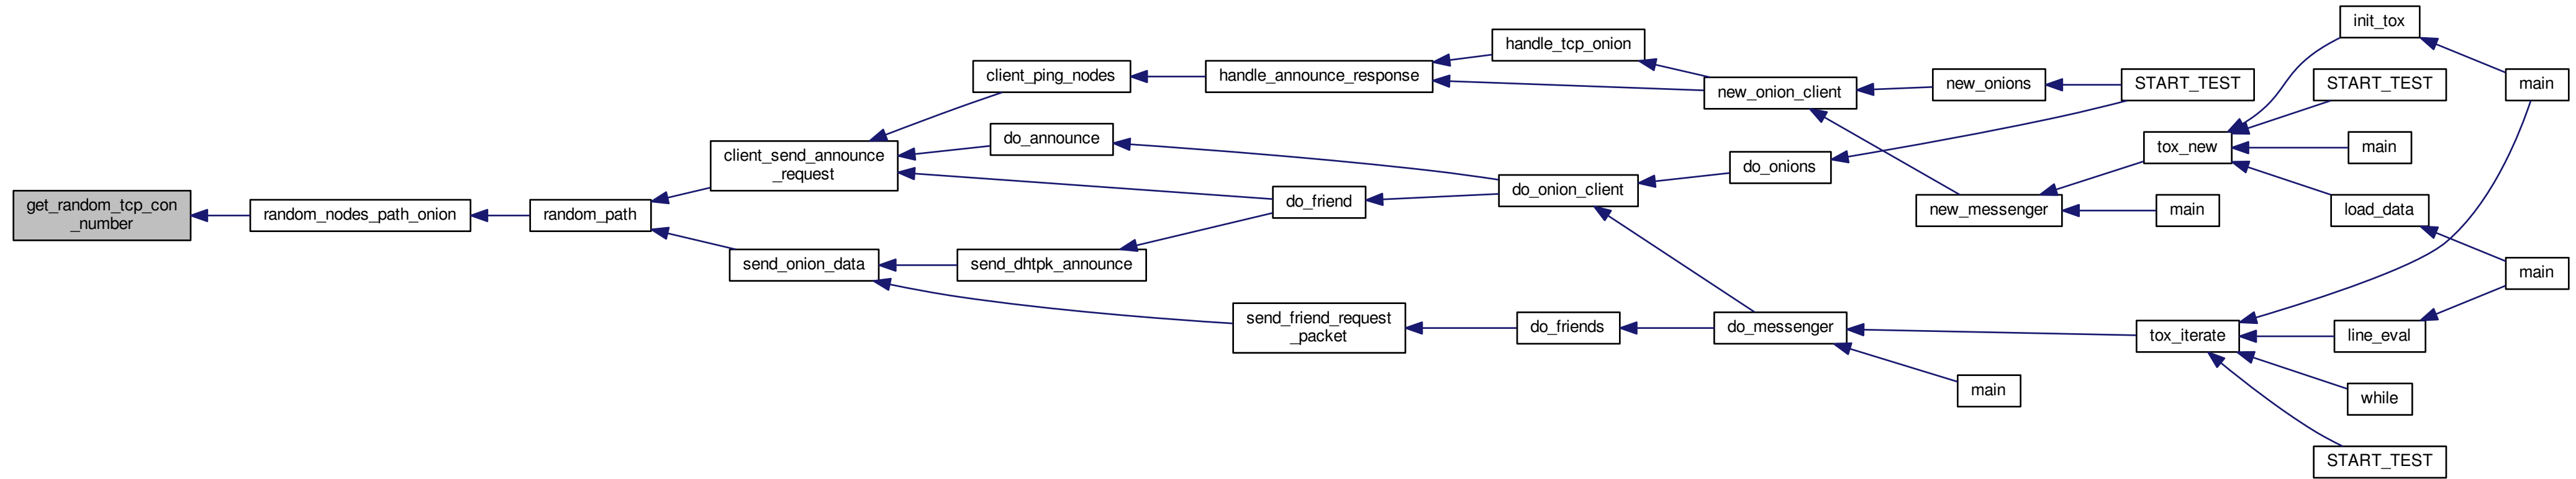 get_random_tcp_con
_number
random_nodes_path_onion
random_path
client_send_announce
_request
send_onion_data
client_ping_nodes
do_announce
send_dhtpk_announce
handle_announce_response
do_friend
send_friend_request
_packet
handle_tcp_onion
do_onion_client
do_friends
new_onion_client
do_onions
do_messenger
new_onions
new_messenger
main
START_TEST
tox_new
main
tox_iterate
init_tox
START_TEST
main
load_data
line_eval
while
START_TEST
main
main